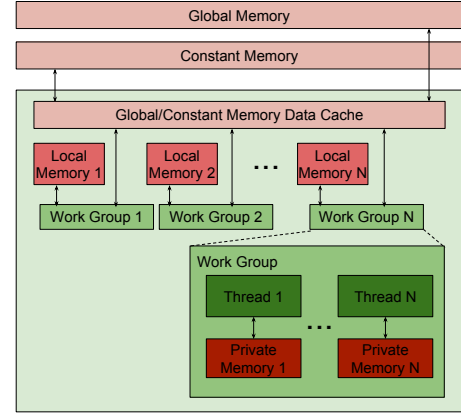 Global Memory
Constant Memory
Global/Constant Memory Data Cache
Local
Memory 1
Local
Memory 2
...
Local
Memory N
Work Group 1
Work Group 2
Work Group N
Work Group
Thread 1
Thread N
...
Private
Memory 1
Private
Memory N